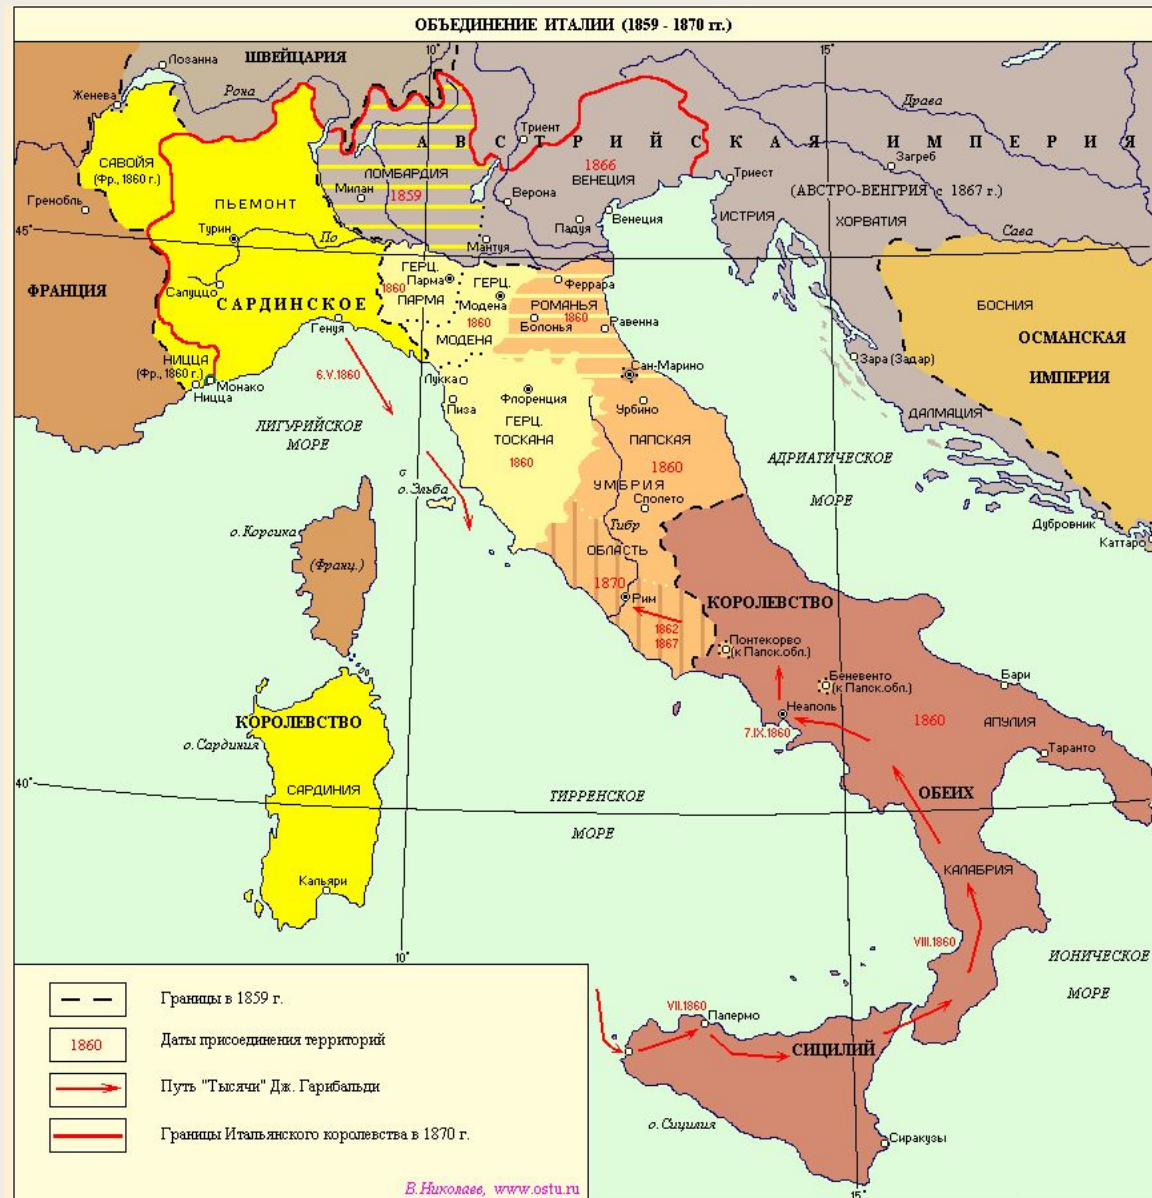 ОБЪЕДИНЕНИЕ ИТАЛИИ (1859 - 1870 гг.)
10°
15°
ШВЕЙЦАРИЯ
Лозанна
Женева
Рона
Драва
Триент
АВСТРИЙСКАЯ ИМПЕРИЯ
САВОЙЯ
(Фр., 1860 г.)
ЛОМБАРДИЯ
1859
Милан
1866
ВЕНЕЦИЯ
Верона
Триест
Загреб
(АВСТРО-ВЕНГРИЯ с 1867 г.)
Гренобль
ПЬЕМОНТ
Турин
По
Падуя
Венеция
Мантуя
ИСТРИЯ
ХОРВАТИЯ
Сава
45°
ФРАНЦИЯ
Салуццо
САРДИНСКОЕ
Генуя
ГЕРЦ.
Парма
1860
ПАРМА
ГЕРЦ.
Модена
1860
МОДЕНА
Феррара
РОМАНЬЯ
1860
Болонья
Равенна
БОСНИЯ
ОСМАНСКАЯ
ИМПЕРИЯ
НИЦЦА
(Фр., 1860 г.)
Монако
Ницца
6.V.1860
Лукка
Пиза
Флоренция
ГЕРЦ.
ТОСКАНА
1860
Сан-Марино
Урбино
ПАПСКАЯ
1860
УМБРИЯ
Сполето
Тибр
ОБЛАСТЬ
1870
Рим
1862
1867
Зара (Задар)
ДАЛМАЦИЯ
Дубровник
Каттаро
ЛИГУРИЙСКОЕ
МОРЕ
АДРИАТИЧЕСКОЕ
МОРЕ
о
о.Эльба
о.Корсика
(Франц.)
КОРОЛЕВСТВО
Понтекорво
(к Папск.обл.)
Беневенто
(к Папск.обл.)
Бари
Неаполь
7.IX.1860
1860
АПУЛИЯ
Таранто
КОРОЛЕВСТВО
о.Сардиния
САРДИНИЯ
Кальяри
40°
ТИРРЕНСКОЕ
МОРЕ
ОБЕИХ
КАЛАБРИЯ
VIII.1860
ИОНИЧЕСКОЕ
МОРЕ
10°
VII.1860
Палермо
СИЦИЛИЙ
о.Сицилия
Сиракузы
15°
Границы в 1859 г.
1860
Даты присоединения территорий
Путь "Тысячи" Дж. Гарибальди
Границы Итальянского королевства в 1870 г.
В.Николаев, www.ostu.ru